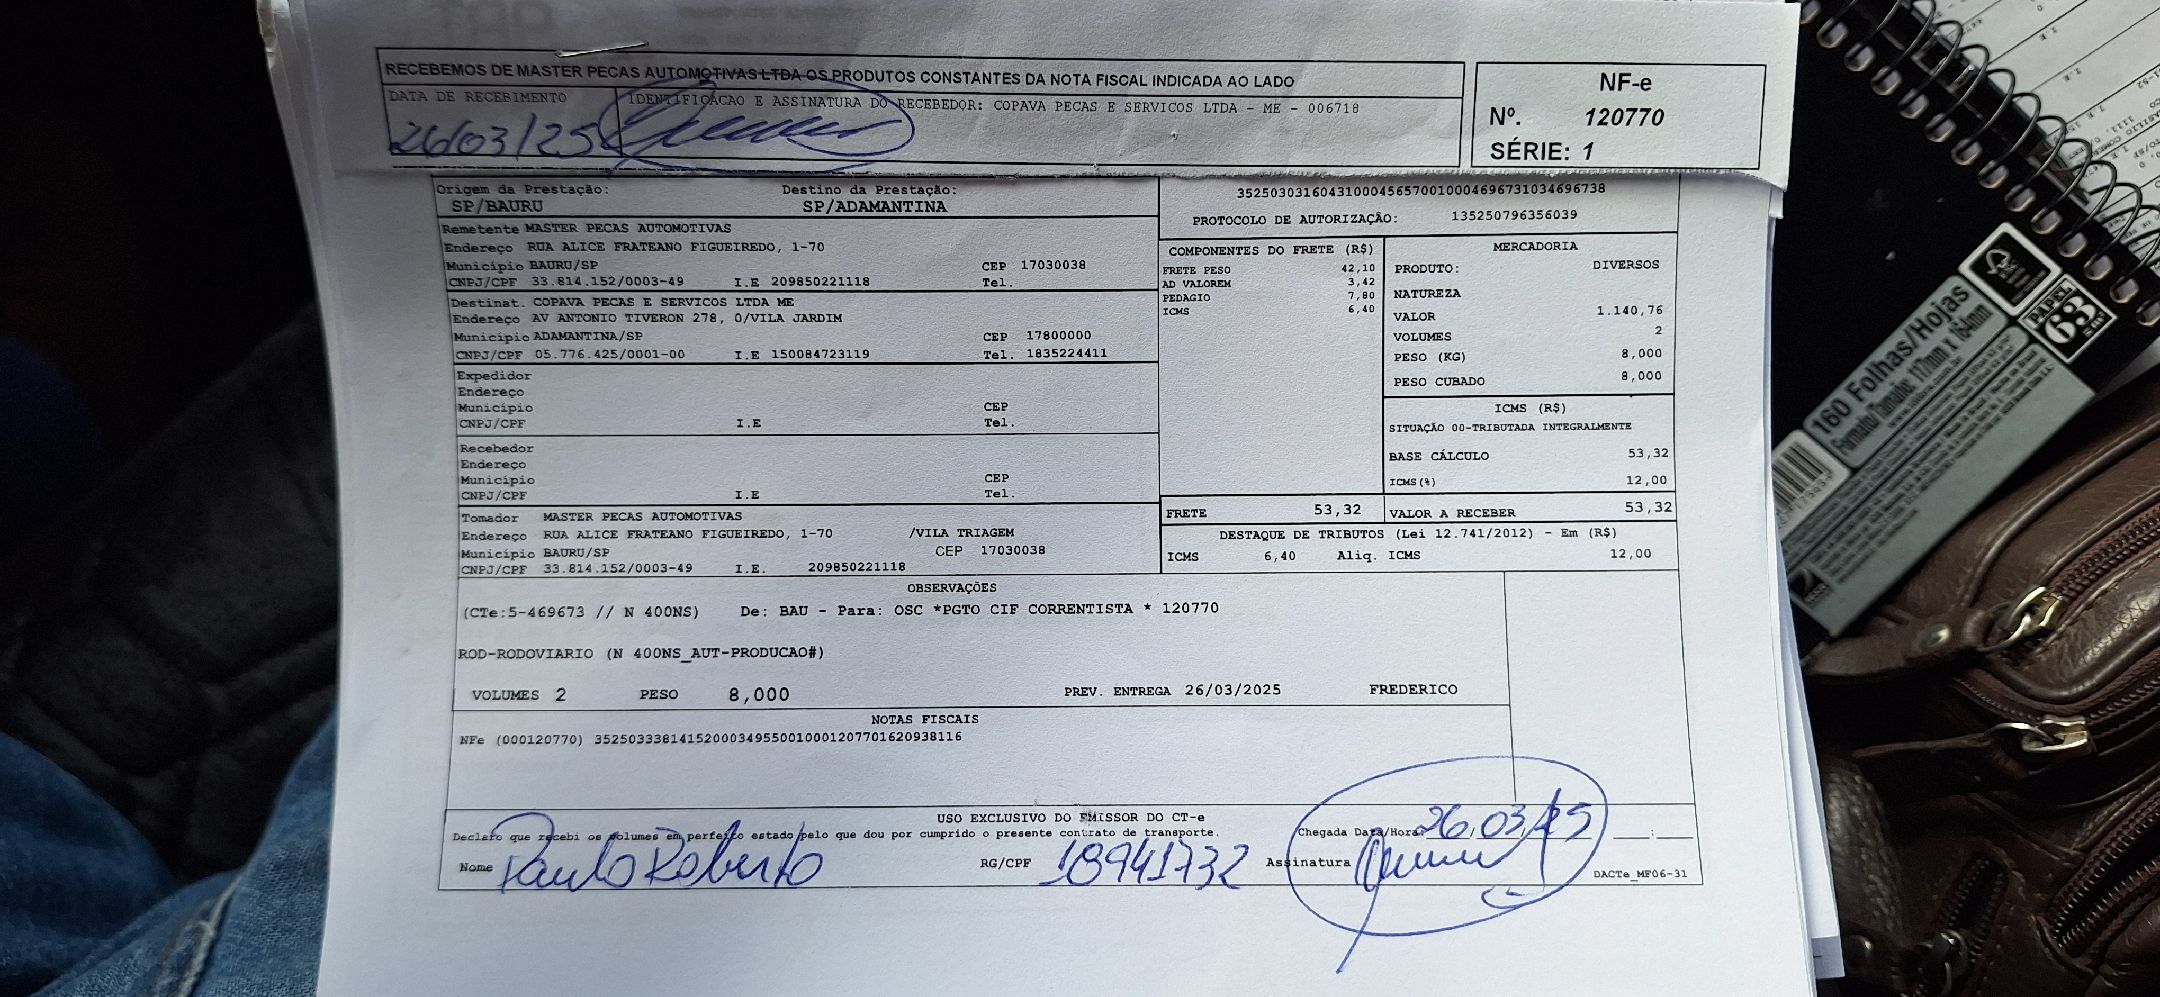 RECEBEMOS DE MASTER PECAS AUTOMOTIVAS LTDA OS PRODUTOS CONSTANTES DA NOTA FISCAL INDICADA AO LADO
DATA DE RECEBIMENTO
26/03/25
IDENTIFICACAO E ASSINATURA DO RECEBEDOR: COPAVA PECAS E SERVICOS LTDA - ME - 006718
NF-e
Nº. 120770
SÉRIE: 1
Origem da Prestação: Destino da Prestação:
SP/BAURU SP/ADAMANTINA
Remetente MASTER PECAS AUTOMOTIVAS
Endereço RUA ALICE FRATEANO FIGUEIREDO, 1-70
Município BAURU/SP CEP 17030038
CNPJ/CPF 33.814.152/0003-49 I.E 209850221118 Tel.
Destinat. COPAVA PECAS E SERVICOS LTDA ME
Endereço AV ANTONIO TIVERON 278, 0/VILA JARDIM
Município ADAMANTINA/SP CEP 17800000
CNPJ/CPF 05.776.425/0001-00 I.E 150084723119 Tel. 1835224411
Expedidor
Endereço
Município CEP
CNPJ/CPF I.E Tel.
Recebedor
Endereço
Município CEP
CNPJ/CPF I.E Tel.
Tomador MASTER PECAS AUTOMOTIVAS
Endereço RUA ALICE FRATEANO FIGUEIREDO, 1-70 /VILA TRIAGEM
Município BAURU/SP CEP 17030038
CNPJ/CPF 33.814.152/0003-49 I.E. 209850221118
35250303160431000456570010004696731034696738
PROTOCOLO DE AUTORIZAÇÃO: 135250796356039
COMPONENTES DO FRETE (R$)
FRETE PESO 42,10
AD VALOREM 3,42
PEDAGIO 7,80
ICMS 6,40
MERCADORIA
PRODUTO: DIVERSOS
NATUREZA
VALOR 1.140,76
VOLUMES 2
PESO (KG) 8,000
PESO CUBADO 8,000
ICMS (R$)
SITUAÇÃO 00-TRIBUTADA INTEGRALMENTE
BASE CÁLCULO 53,32
ICMS(%) 12,00
FRETE 53,32 VALOR A RECEBER 53,32
DESTAQUE DE TRIBUTOS (Lei 12.741/2012) - Em (R$)
ICMS 6,40 Aliq. ICMS 12,00
OBSERVAÇÕES
(CTe:5-469673 // N 400NS) De: BAU - Para: OSC *PGTO CIF CORRENTISTA * 120770
ROD-RODOVIARIO (N 400NS_AUT-PRODUCAO#)
VOLUMES 2 PESO 8,000 PREV. ENTREGA 26/03/2025 FREDERICO
NOTAS FISCAIS
NFe (000120770) 35250333814152000349550010001207701620938116
USO EXCLUSIVO DO EMISSOR DO CT-e
Declaro que recebi os volumes em perfeito estado pelo que dou por cumprido o presente contrato de transporte. Chegada Data/Hora 26/03/25 __:__
Nome Paulo Roberto RG/CPF 18941732 Assinatura
DACTe_MF06-31
160 Folhas/Hojas
Formato/Tamaño: 117mm x 164mm
PAPEL
63